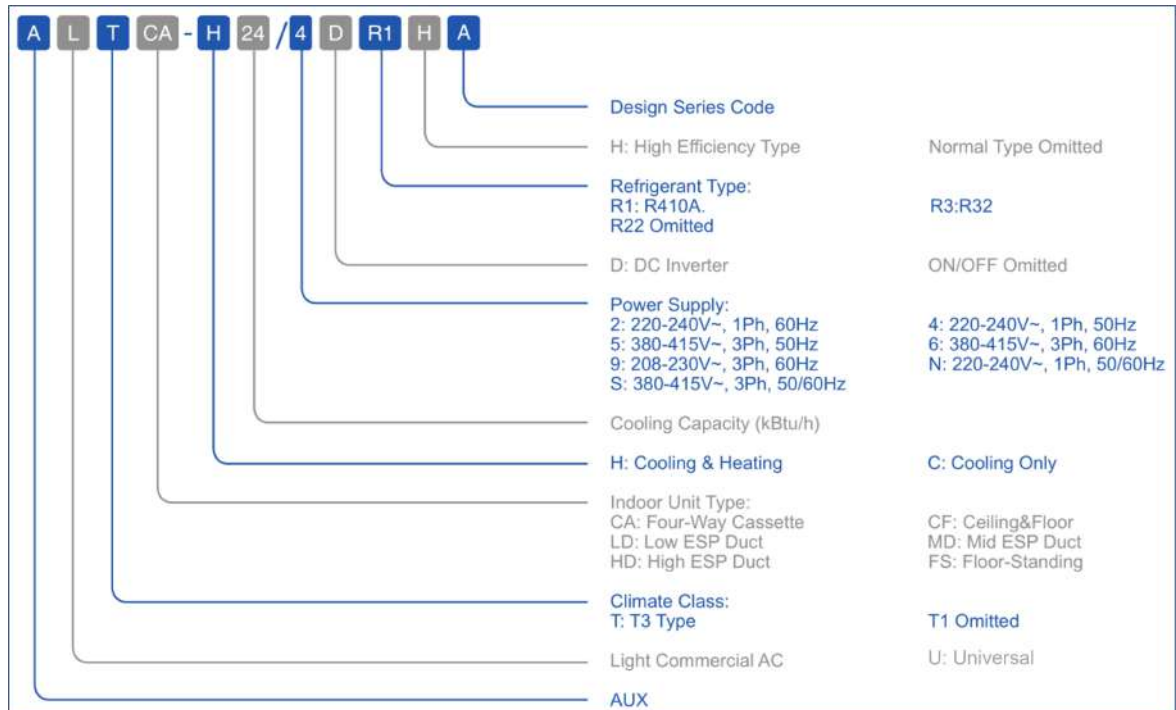 A L T CA - H 24 / 4 D R1 H A
Design Series Code
H: High Efficiency Type Normal Type Omitted
Refrigerant Type:
R1: R410A. R3:R32
R22 Omitted
D: DC Inverter ON/OFF Omitted
Power Supply:
2: 220-240V~, 1Ph, 60Hz 4: 220-240V~, 1Ph, 50Hz
5: 380-415V~, 3Ph, 50Hz 6: 380-415V~, 3Ph, 60Hz
9: 208-230V~, 3Ph, 60Hz N: 220-240V~, 1Ph, 50/60Hz
S: 380-415V~, 3Ph, 50/60Hz
Cooling Capacity (kBtu/h)
H: Cooling & Heating C: Cooling Only
Indoor Unit Type:
CA: Four-Way Cassette CF: Ceiling&Floor
LD: Low ESP Duct MD: Mid ESP Duct
HD: High ESP Duct FS: Floor-Standing
Climate Class:
T: T3 Type T1 Omitted
Light Commercial AC U: Universal
AUX